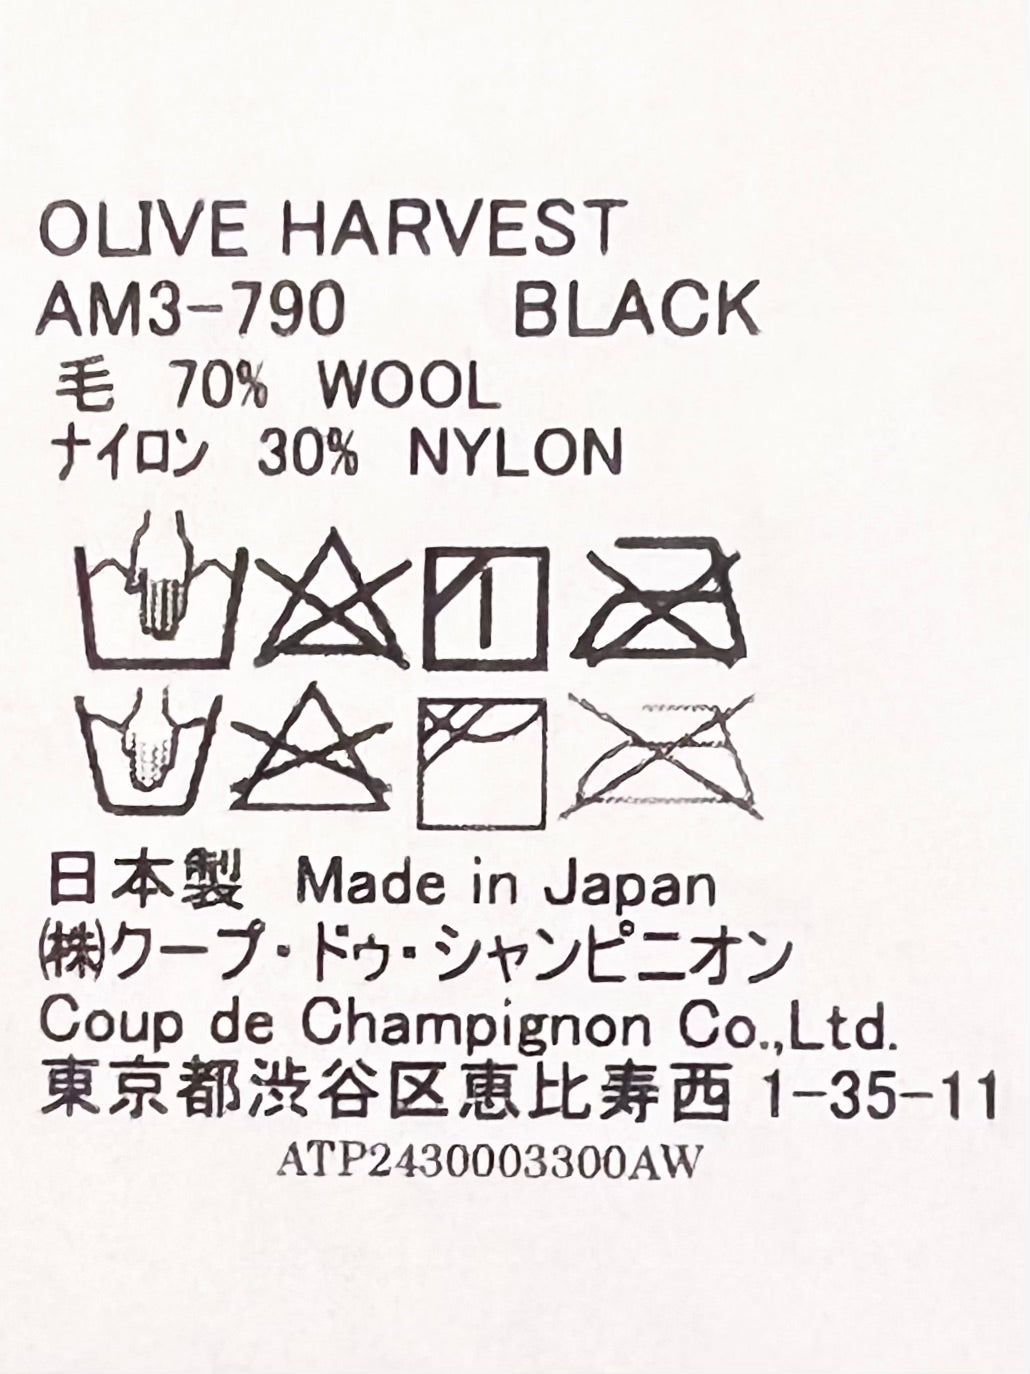 OLIVE HARVEST
AM3-790 BLACK
毛 70% WOOL
ナイロン 30% NYLON
日本製 Made in Japan
㈱クープ・ドゥ・シャンピニオン
Coup de Champignon Co.,Ltd.
東京都渋谷区恵比寿西 1-35-11
ATP2430003300AW